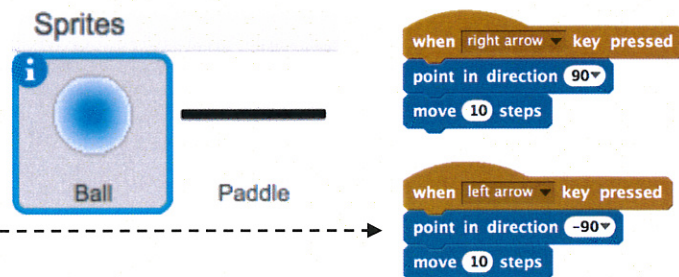 Sprites
i
Ball
Paddle
when right arrow key pressed
point in direction 90
move 10 steps
when left arrow key pressed
point in direction -90
move 10 steps